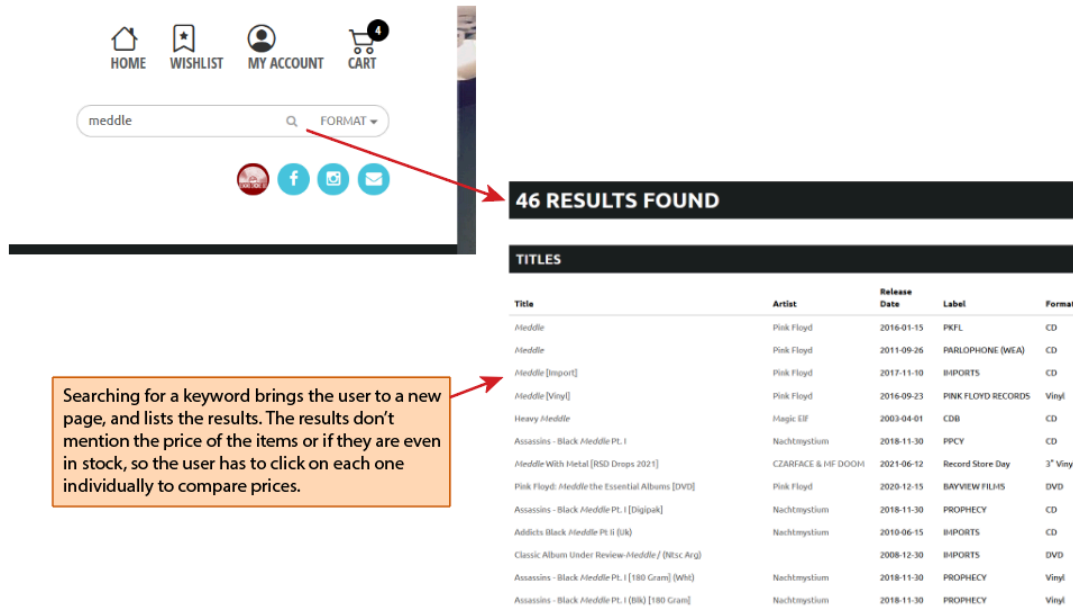 4
HOME WISHLIST MY ACCOUNT CART
meddle FORMAT
46 RESULTS FOUND
TITLES
Title Artist Release Date Label Format
Meddle Pink Floyd 2016-01-15 PKFL CD
Meddle Pink Floyd 2011-09-26 PARLOPHONE (WEA) CD
Meddle [Import] Pink Floyd 2017-11-10 IMPORTS CD
Meddle [Vinyl] Pink Floyd 2016-09-23 PINK FLOYD RECORDS Vinyl
Heavy Meddle Magic Elf 2003-04-01 CDB CD
Assassins - Black Meddle Pt. I Nachtmystium 2018-11-30 PPCY CD
Meddle With Metal [RSD Drops 2021] CZARFACE & MF DOOM 2021-06-12 Record Store Day 3" Viny
Pink Floyd: Meddle the Essential Albums [DVD] Pink Floyd 2020-12-15 BAYVIEW FILMS DVD
Assassins - Black Meddle Pt. I [Digipak] Nachtmystium 2018-11-30 PROPHECY CD
Addicts Black Meddle Pt Ii (Uk) Nachtmystium 2010-06-15 IMPORTS CD
Classic Album Under Review-Meddle / (Ntsc Arg) 2008-12-30 IMPORTS DVD
Assassins - Black Meddle Pt. I [180 Gram] (Wht) Nachtmystium 2018-11-30 PROPHECY Vinyl
Assassins - Black Meddle Pt. I (Blk) [180 Gram] Nachtmystium 2018-11-30 PROPHECY Vinyl
Searching for a keyword brings the user to a new
page, and lists the results. The results don't
mention the price of the items or if they are even
in stock, so the user has to click on each one
individually to compare prices.